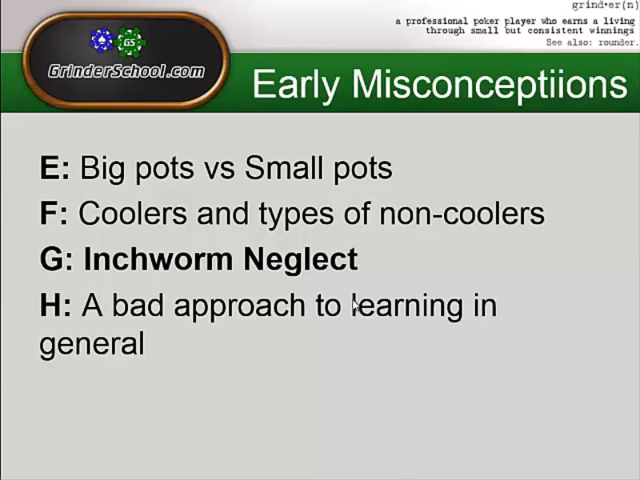 grind•er(n)
a professional poker player who earns a living
through small but consistent winnings
See also: rounder.
GS
GrinderSchool.com
Early Misconceptiions
E: Big pots vs Small pots
F: Coolers and types of non-coolers
G: Inchworm Neglect
H: A bad approach to learning in
general